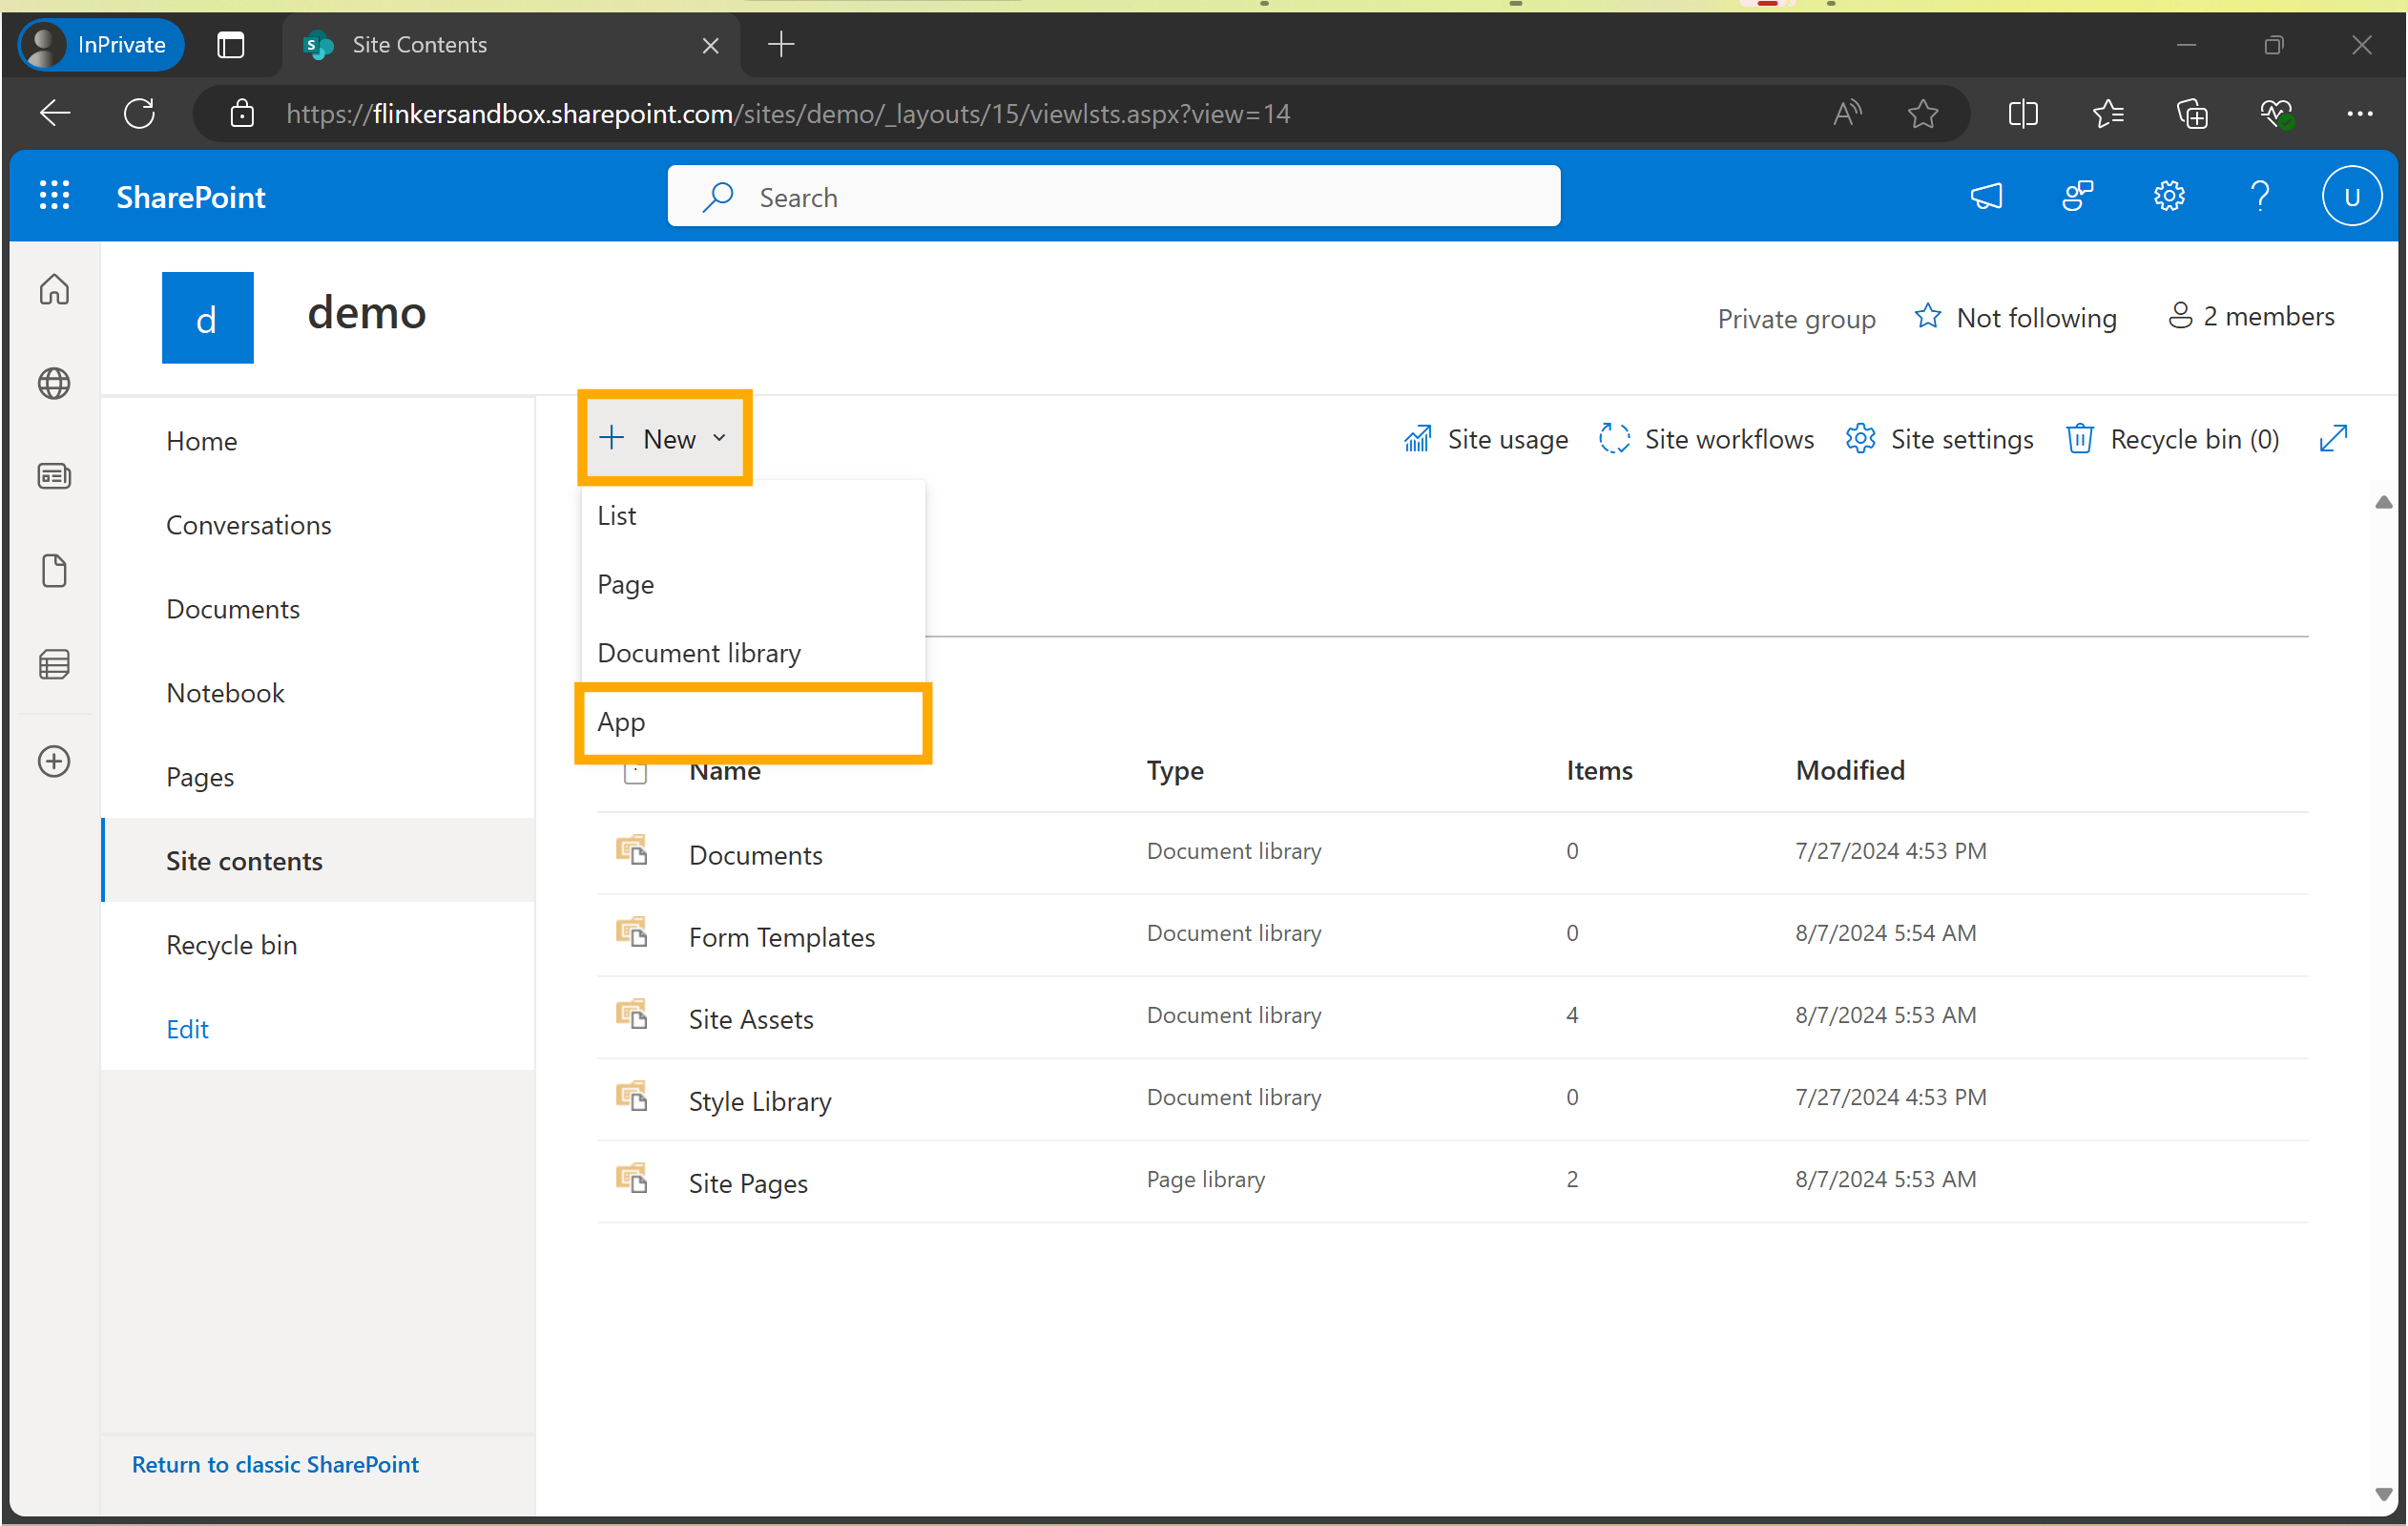 InPrivate
Site Contents
https://flinkersandbox.sharepoint.com/sites/demo/_layouts/15/viewlsts.aspx?view=14
SharePoint
Search
U
d
demo
Private group
Not following
2 members
Home
Conversations
Documents
Notebook
Pages
Site contents
Recycle bin
Edit
Return to classic SharePoint
New
Site usage
Site workflows
Site settings
Recycle bin (0)
List
Page
Document library
App
Name Type Items Modified
Documents Document library 0 7/27/2024 4:53 PM
Form Templates Document library 0 8/7/2024 5:54 AM
Site Assets Document library 4 8/7/2024 5:53 AM
Style Library Document library 0 7/27/2024 4:53 PM
Site Pages Page library 2 8/7/2024 5:53 AM